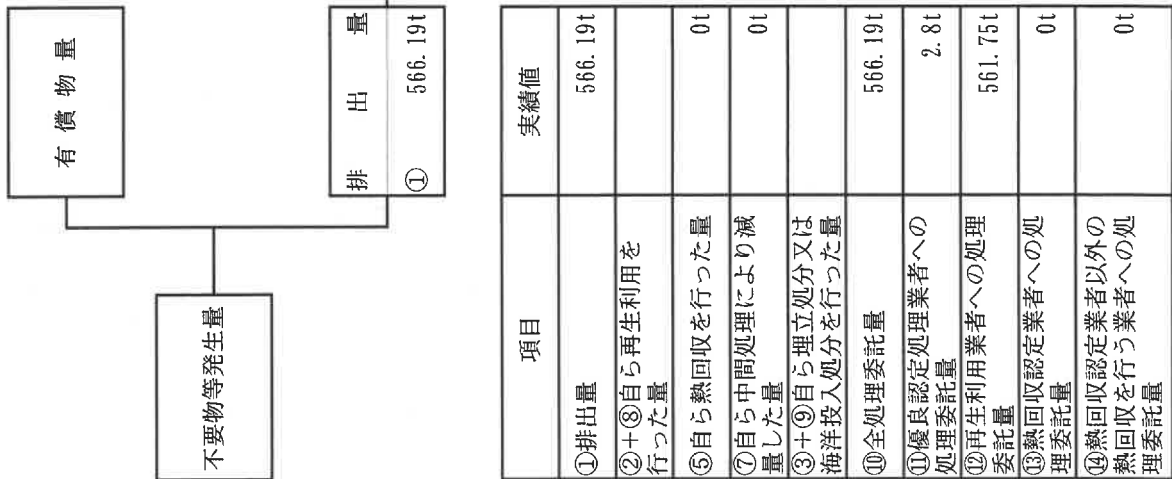 有償物量
不要物等発生量
排出量
① 566.19t
項目 実績値
①排出量 566.19t
②+⑧自ら再生利用を
行った量
⑤自ら熱回収を行った量 0t
⑦自ら中間処理により減
量した量 0t
③+⑨自ら埋立処分又は
海洋投入処分を行った量
⑩全処理委託量 566.19t
⑪優良認定処理業者への
処理委託量 2.8t
⑫再生利用業者への処理
委託量 561.75t
⑬熱回収認定業者への処
理委託量 0t
⑭熱回収認定業者以外の
熱回収を行う業者への処
理委託量 0t